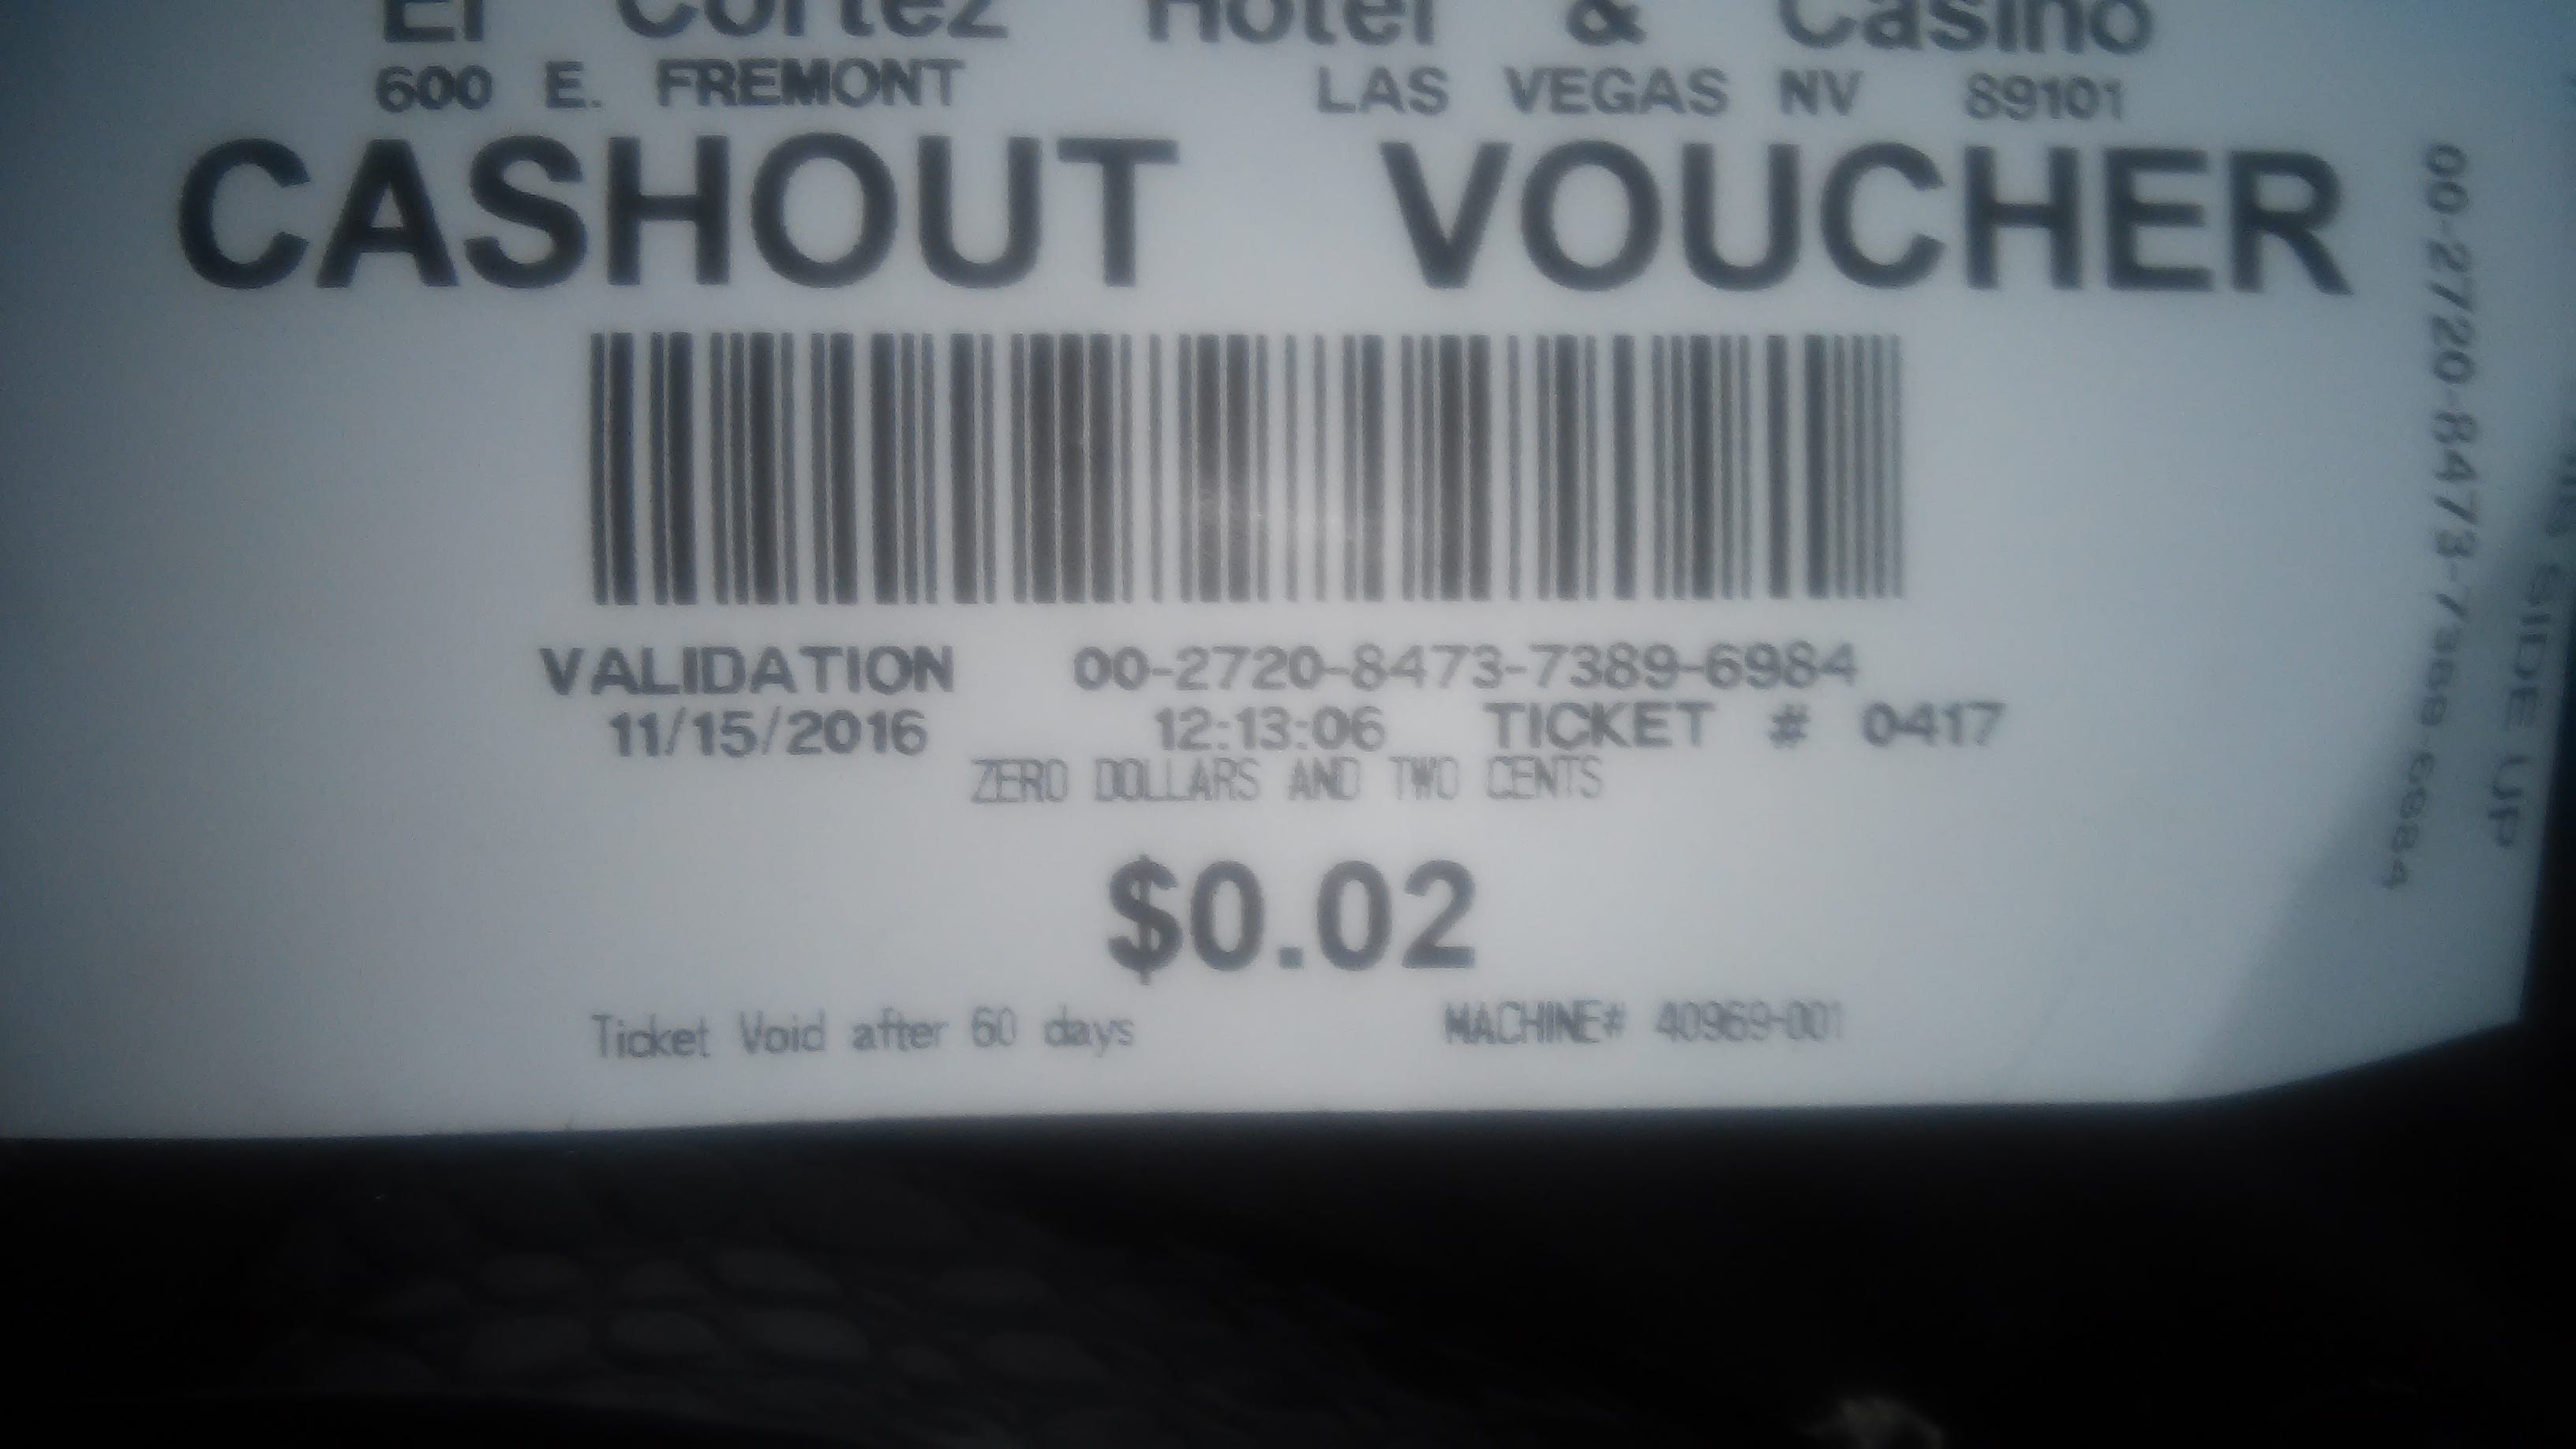 El Cortez Hotel & Casino
600 E. FREMONT LAS VEGAS NV 89101
CASHOUT VOUCHER
VALIDATION 00-2720-8473-7389-6984
11/15/2016 12:13:06 TICKET # 0417
ZERO DOLLARS AND TWO CENTS
$0.02
Ticket Void after 60 days MACHINE# 40969-001
00-2720-8473-7389-6984
SIDE UP